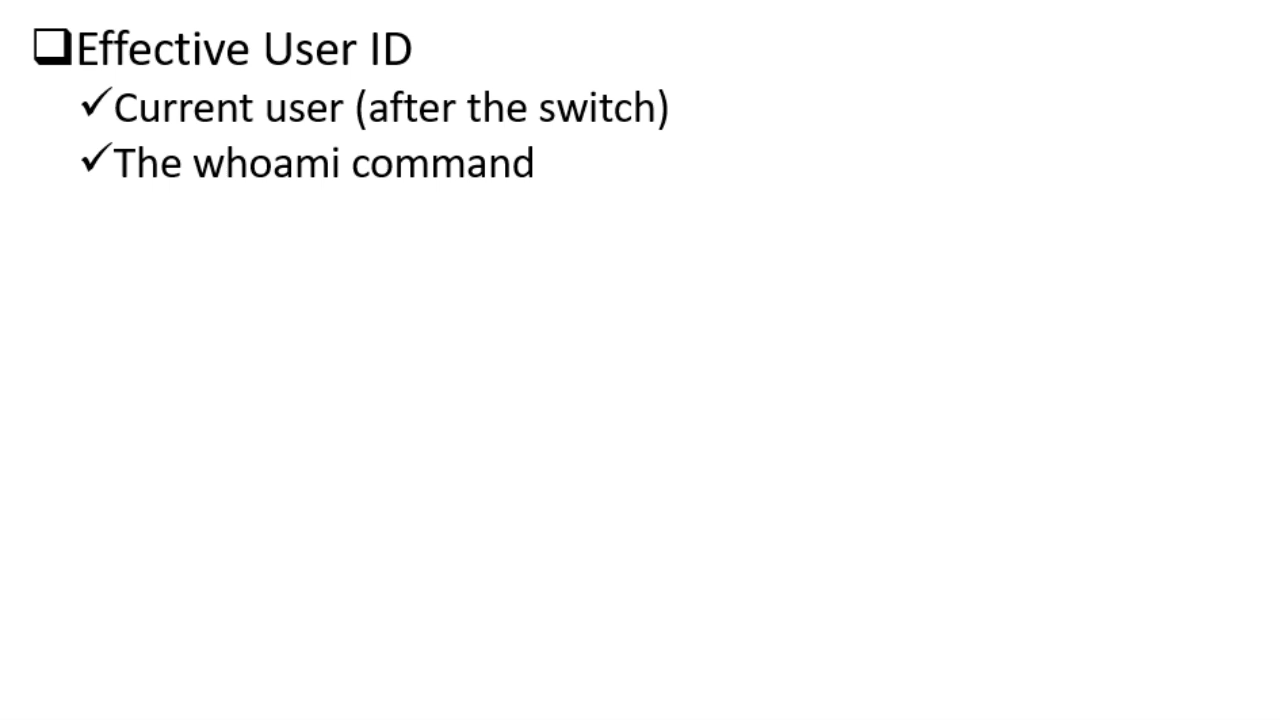 ❑Effective User ID
✓Current user (after the switch)
✓The whoami command